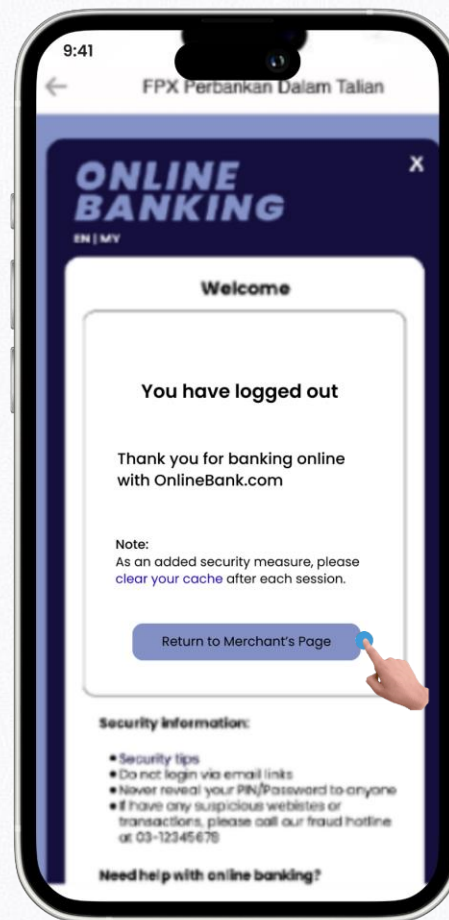 9:41
FPX Perbankan Dalam Talian
X
ONLINE
BANKING
EN | MY
Welcome
You have logged out
Thank you for banking online
with OnlineBank.com
Note:
As an added security measure, please
clear your cache after each session.
Return to Merchant's Page
Security information:
• Security tips
• Do not login via email links
• Never reveal your PIN/Password to anyone
• If have any suspicious webistes or
transactions, please call our fraud hotline
at 03-12345678
Need help with online banking?